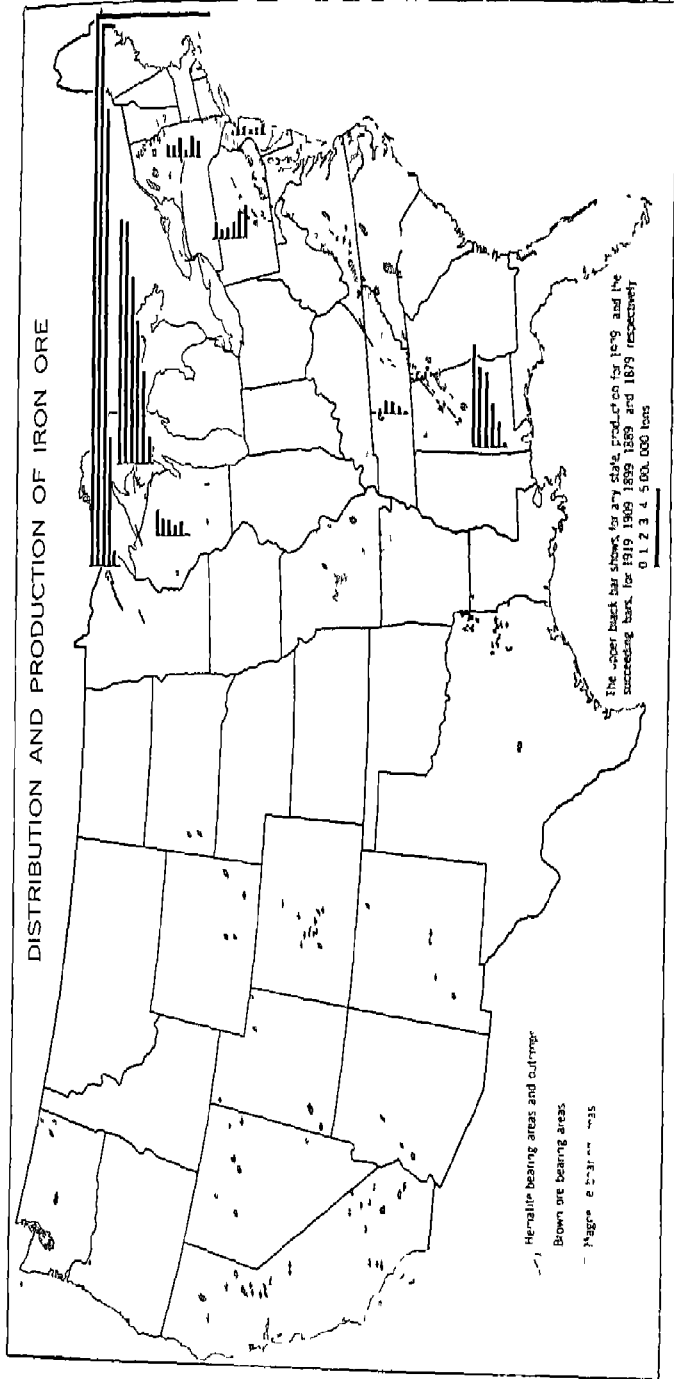 DISTRIBUTION AND PRODUCTION OF IRON ORE
The upper black bar shows, for any state, production for 1929 and the
succeeding bars, for 1919 1909 1899 1889 and 1879 respectively
0 1 2 3 4 5 000 000 tons
Hematite bearing areas and outcrops
Brown ore bearing areas